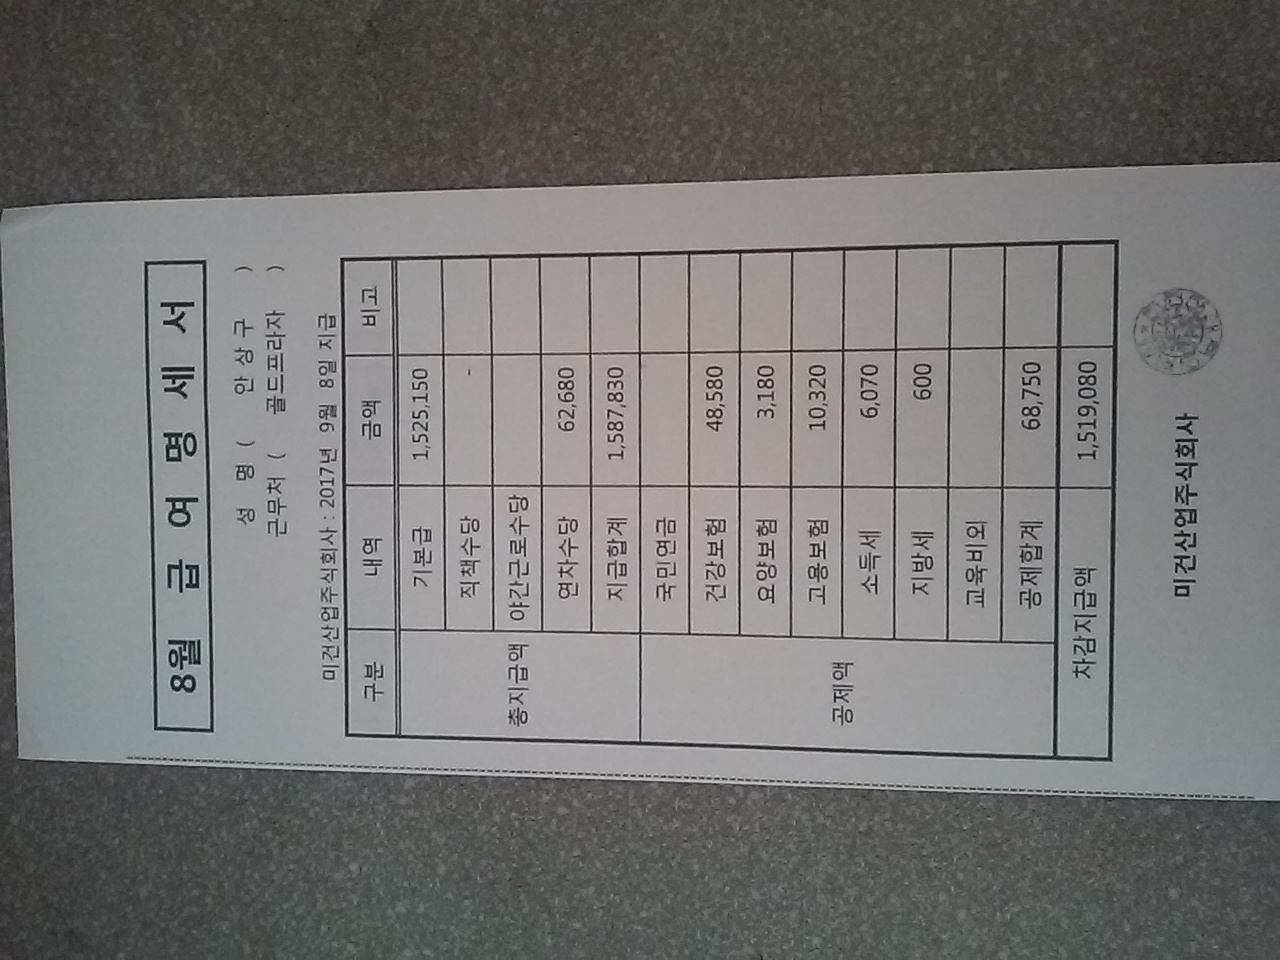 8월 급 여 명 세 서
성 명 ( 안 상 구 )
근무처 ( 골드프라자 )
미건산업주식회사 : 2017년 9월 8일 지급
구분 내역 금액 비고
총지급액
기본급 1,525,150
직책수당 -
야간근로수당
연차수당 62,680
지급합계 1,587,830
공제액
국민연금
건강보험 48,580
요양보험 3,180
고용보험 10,320
소득세 6,070
지방세 600
교육비외
공제합계 68,750
차감지급액 1,519,080
미건산업주식회사